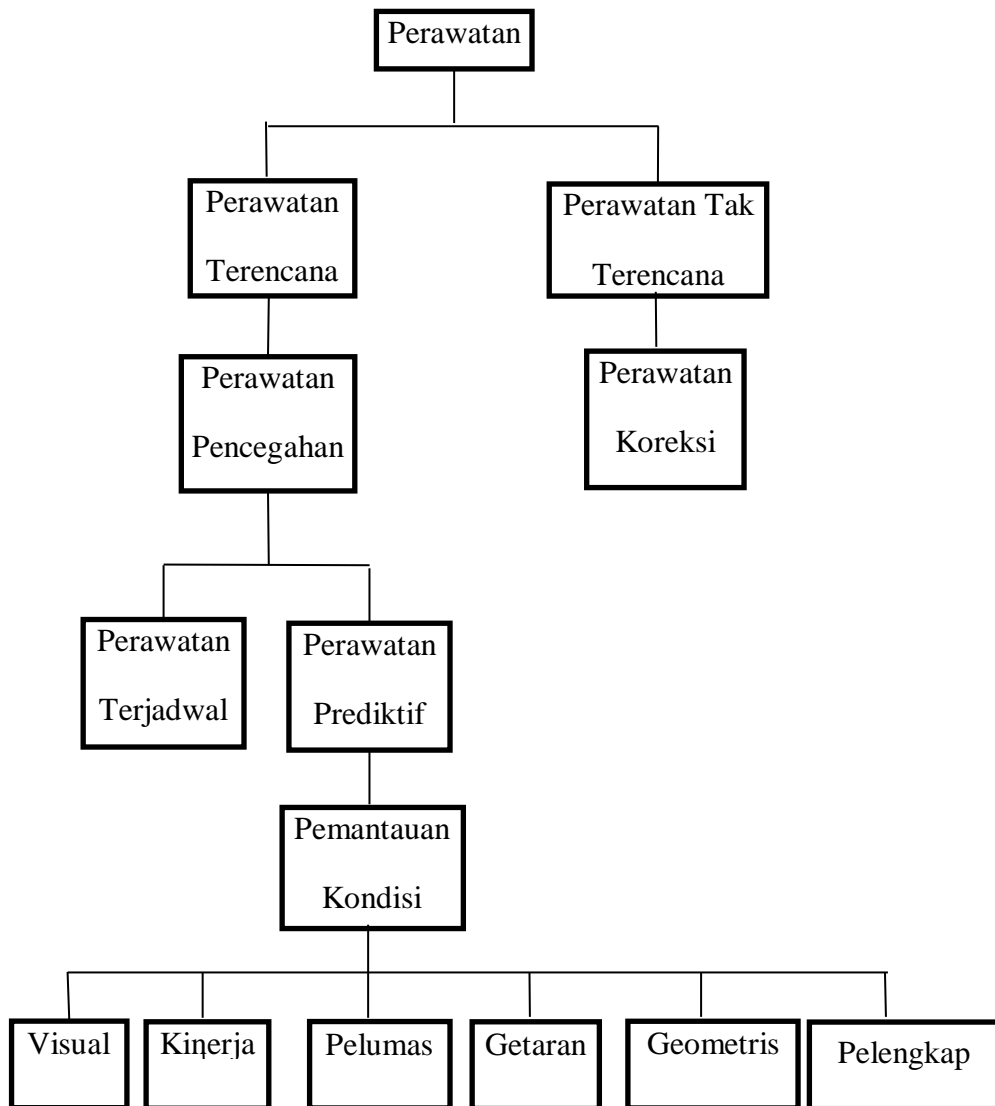 Perawatan
Perawatan
Terencana
Perawatan Tak
Terencana
Perawatan
Pencegahan
Perawatan
Koreksi
Perawatan
Terjadwal
Perawatan
Prediktif
Pemantauan
Kondisi
Visual
Kinerja
Pelumas
Getaran
Geometris
Pelengkap